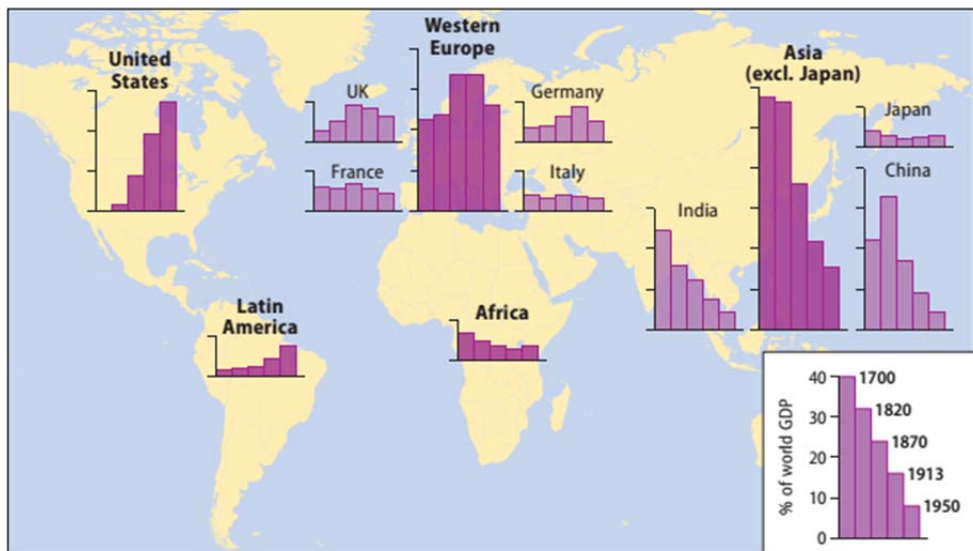 United
States
UK
France
Western
Europe
Germany
Italy
Asia
(excl. Japan)
Japan
China
India
Latin
America
Africa
% of world GDP
40
30
20
10
0
1700
1820
1870
1913
1950